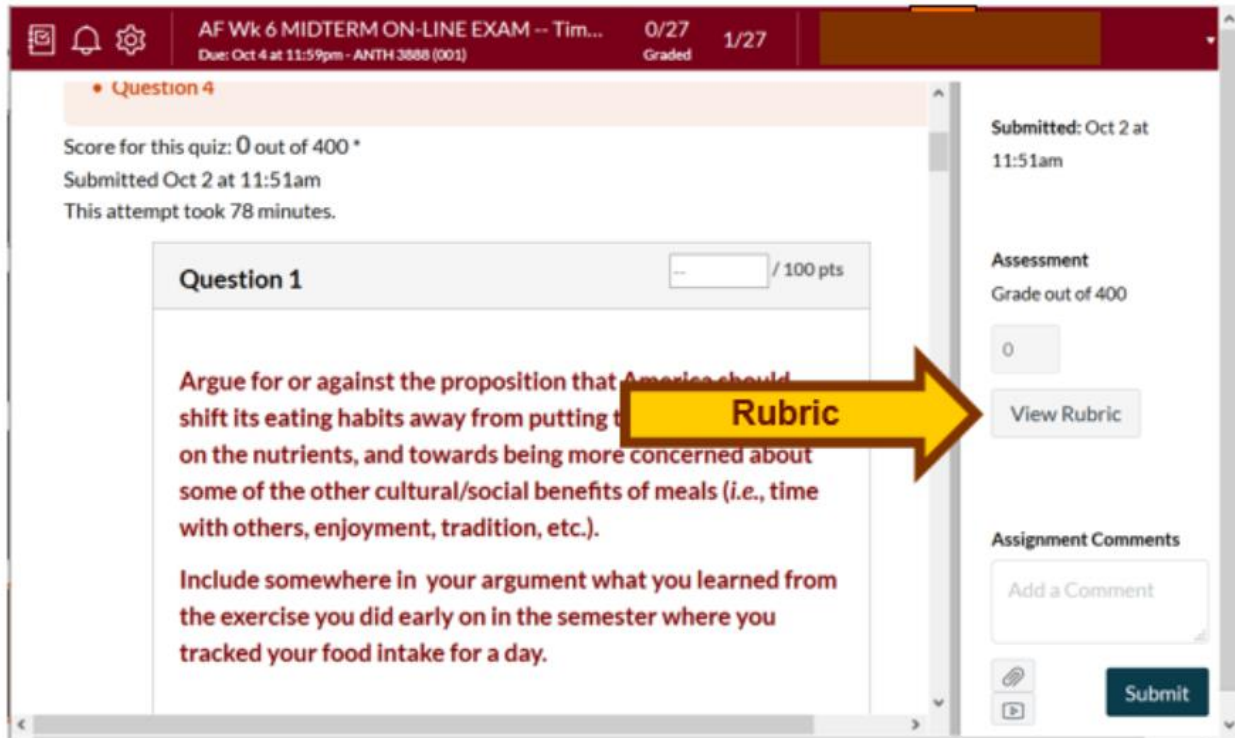 AF Wk 6 MIDTERM ON-LINE EXAM -- Tim...
Due: Oct 4 at 11:59pm - ANTH 3888 (001)
0/27
Graded
1/27
• Question 4
Score for this quiz: 0 out of 400 *
Submitted Oct 2 at 11:51am
This attempt took 78 minutes.
Question 1
--
/ 100 pts
Argue for or against the proposition that America should
shift its eating habits away from putting t
on the nutrients, and towards being more concerned about
some of the other cultural/social benefits of meals (i.e., time
with others, enjoyment, tradition, etc.).
Include somewhere in your argument what you learned from
the exercise you did early on in the semester where you
tracked your food intake for a day.
Rubric
Submitted: Oct 2 at
11:51am
Assessment
Grade out of 400
0
View Rubric
Assignment Comments
Add a Comment
Submit